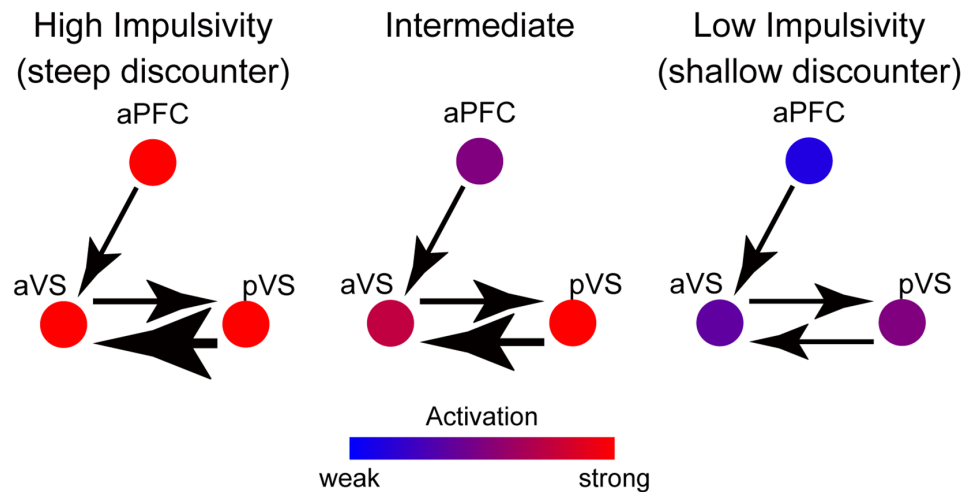 High Impulsivity
(steep discounter)
aPFC
aVS
pVS
Intermediate
aPFC
aVS
pVS
Low Impulsivity
(shallow discounter)
aPFC
aVS
pVS
Activation
weak
strong